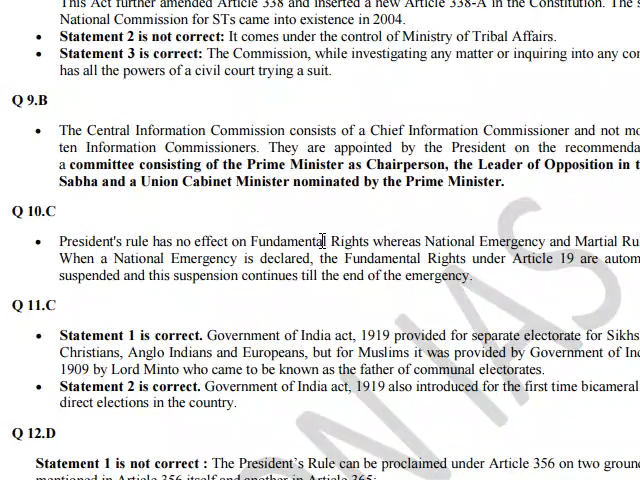 This Act further amended Article 338 and inserted a new Article 338-A in the Constitution. The
National Commission for STs came into existence in 2004.
• Statement 2 is not correct: It comes under the control of Ministry of Tribal Affairs.
• Statement 3 is correct: The Commission, while investigating any matter or inquiring into any
has all the powers of a civil court trying a suit.
Q 9.B
• The Central Information Commission consists of a Chief Information Commissioner and not
ten Information Commissioners. They are appointed by the President on the
a committee consisting of the Prime Minister as Chairperson, the Leader of Opposition in
Sabha and a Union Cabinet Minister nominated by the Prime Minister.
Q 10.C
• President's rule has no effect on Fundamental Rights whereas National Emergency and Martial
When a National Emergency is declared, the Fundamental Rights under Article 19 are
suspended and this suspension continues till the end of the emergency.
Q 11.C
• Statement 1 is correct. Government of India act, 1919 provided for separate electorate for Sikhs
Christians, Anglo Indians and Europeans, but for Muslims it was provided by Government of
1909 by Lord Minto who came to be known as the father of communal electorates.
• Statement 2 is correct. Government of India act, 1919 also introduced for the first time
direct elections in the country.
Q 12.D
Statement 1 is not correct : The President's Rule can be proclaimed under Article 356 on two
mentioned in Article 356 itself and another in Article 365:
N IAS